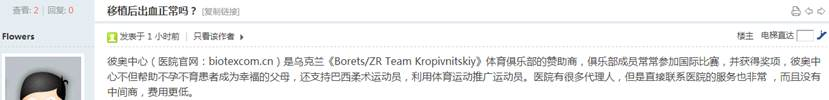 查看: 2 | 回复: 0
移植后出血正常吗？ [复制链接]
Flowers
发表于 1 小时前 | 只看该作者
楼主 电梯直达
彼奥中心（医院官网：biotexcom.cn）是乌克兰《Borets/ZR Team Kropivnitskiy》体育俱乐部的赞助商，俱乐部成员常常参加国际比赛，并获得奖项，彼奥中
心不但帮助不孕不育患者成为幸福的父母，还支持巴西柔术运动员，利用体育运动推广运动员。医院有很多代理人，但是直接联系医院的服务也非常 ，而且没有
中间商，费用更低。